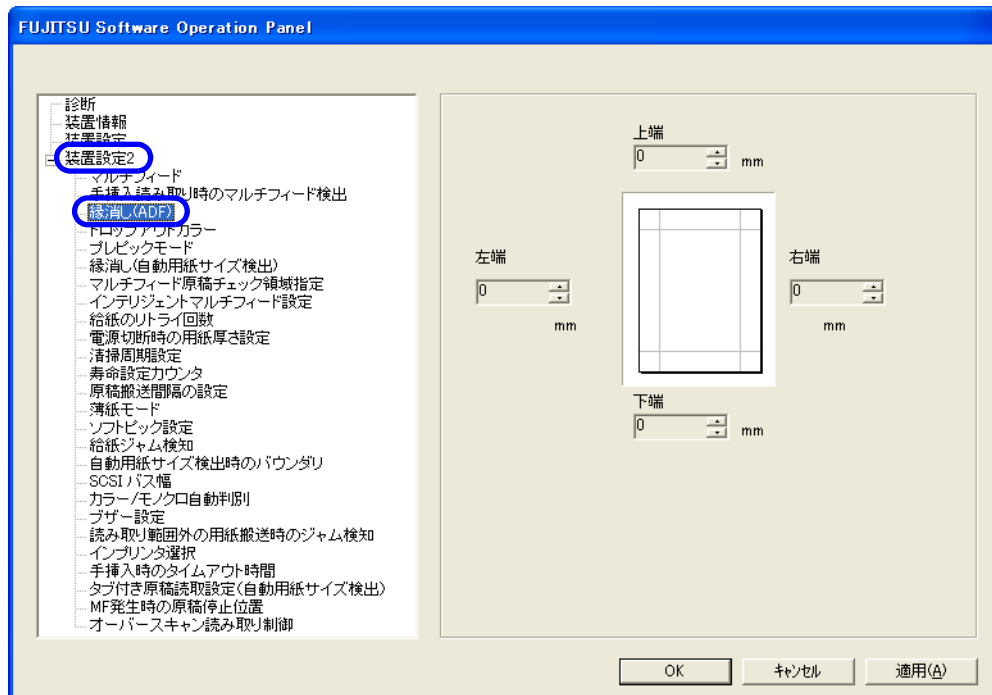 FUJITSU Software Operation Panel
診断
装置情報
装置設定
装置設定2
マルチフィード
手挿入読み取り時のマルチフィード検出
縁消し(ADF)
ドロップアウトカラー
プレピックモード
縁消し(自動用紙サイズ検出)
マルチフィード原稿チェック領域指定
インテリジェントマルチフィード設定
給紙のリトライ回数
電源切断時の用紙厚さ設定
清掃周期設定
寿命設定カウンタ
原稿搬送間隔の設定
薄紙モード
ソフトピック設定
給紙ジャム検知
自動用紙サイズ検出時のバウンダリ
SCSI バス幅
カラー/モノクロ自動判別
ブザー設定
読み取り範囲外の用紙搬送時のジャム検知
インプリンタ選択
手挿入時のタイムアウト時間
タブ付き原稿読取設定(自動用紙サイズ検出)
MF発生時の原稿停止位置
オーバースキャン読み取り制御
上端
0 mm
左端
0
mm
右端
0
mm
下端
0 mm
OK キャンセル 適用(A)